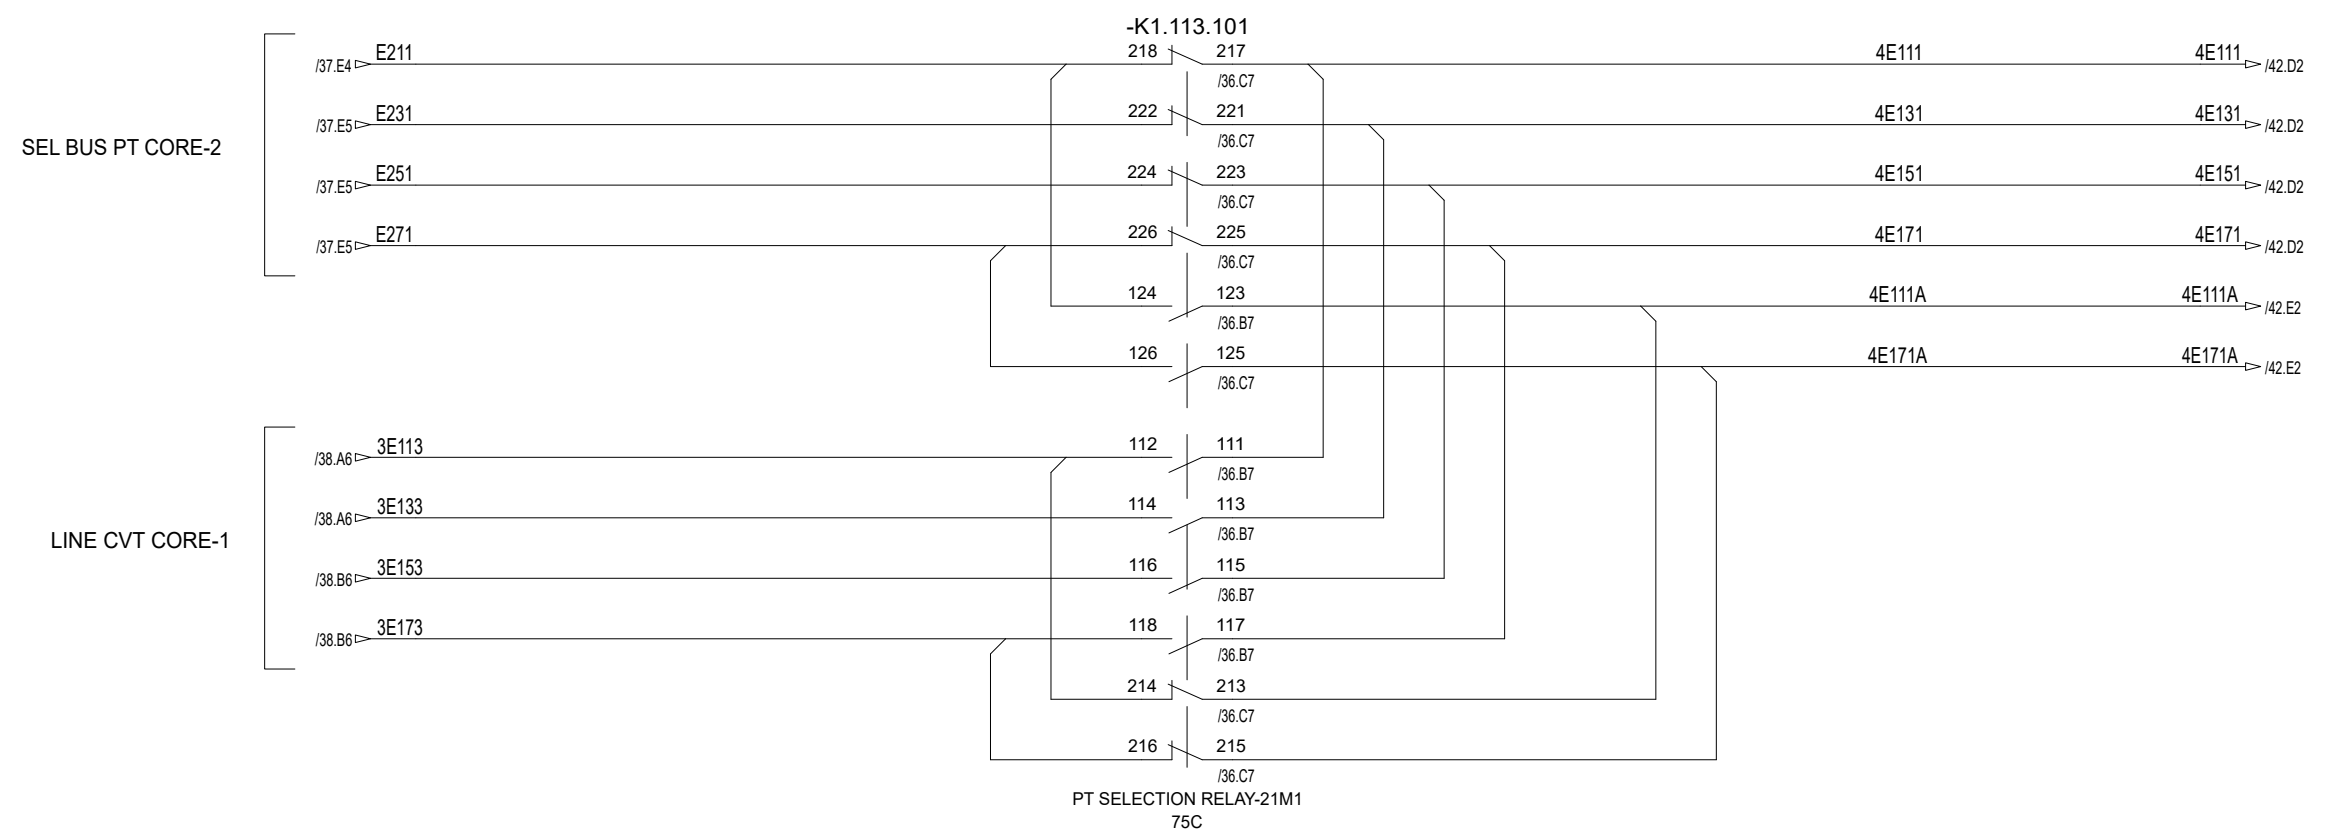 -K1.113.101
/37.E4 E211 218 217 4E111 4E111 /42.D2
/36.C7
/37.E5 E231 222 221 4E131 4E131 /42.D2
/36.C7
SEL BUS PT CORE-2
/37.E5 E251 224 223 4E151 4E151 /42.D2
/36.C7
/37.E5 E271 226 225 4E171 4E171 /42.D2
/36.C7
124 123 4E111A 4E111A /42.E2
/36.B7
126 125 4E171A 4E171A /42.E2
/36.C7
/38.A6 3E113 112 111
/36.B7
/38.A6 3E133 114 113
/36.B7
LINE CVT CORE-1
/38.B6 3E153 116 115
/36.B7
/38.B6 3E173 118 117
/36.B7
214 213
/36.C7
216 215
/36.C7
PT SELECTION RELAY-21M1
75C